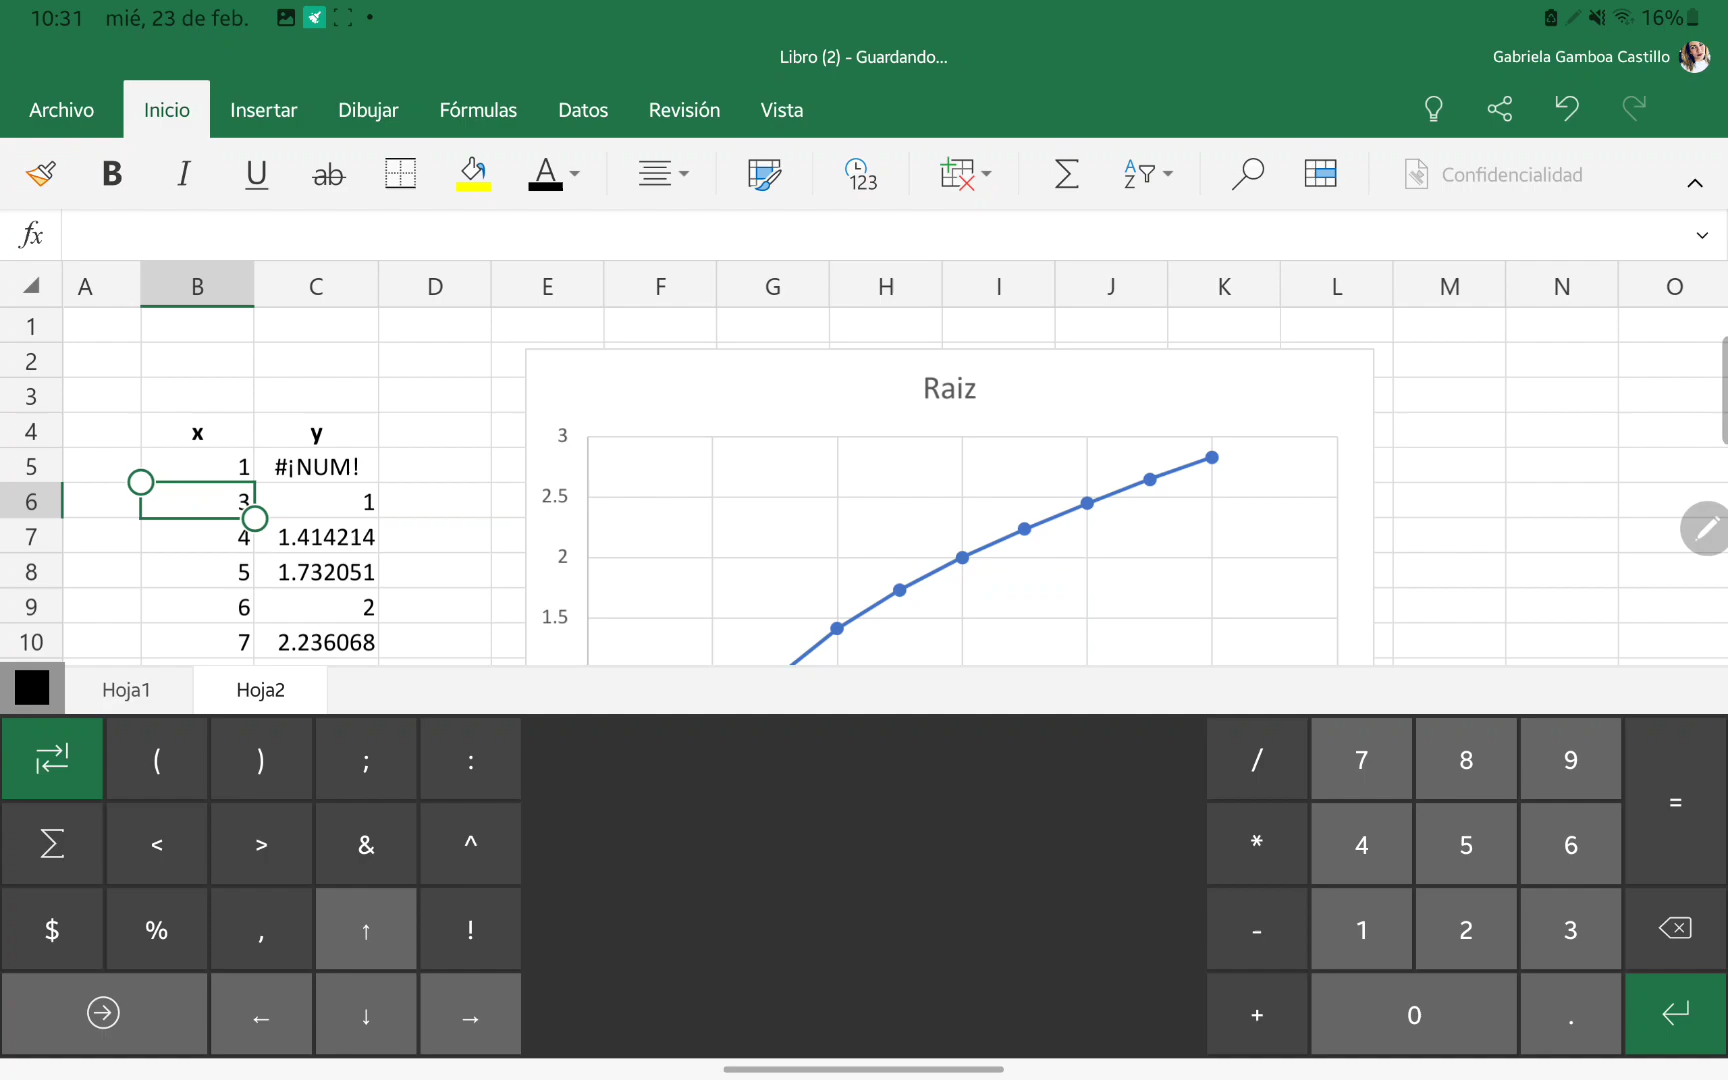 10:31 mié, 23 de feb. 16%
Libro (2) - Guardando...
Gabriela Gamboa Castillo
Archivo Inicio Insertar Dibujar Fórmulas Datos Revisión Vista
B I U ab A 123 A Z Confidencialidad
fx
A B C D E F G H I J K L M N O
1
2
3
4 x y
5 1 #¡NUM!
6 3 1
7 4 1.414214
8 5 1.732051
9 6 2
10 7 2.236068
Raiz
3
2.5
2
1.5
Hoja1 Hoja2
( ) ; : / 7 8 9 =
∑ < > & ^ * 4 5 6
$ % , ↑ ! - 1 2 3
← ↓ → + 0 .